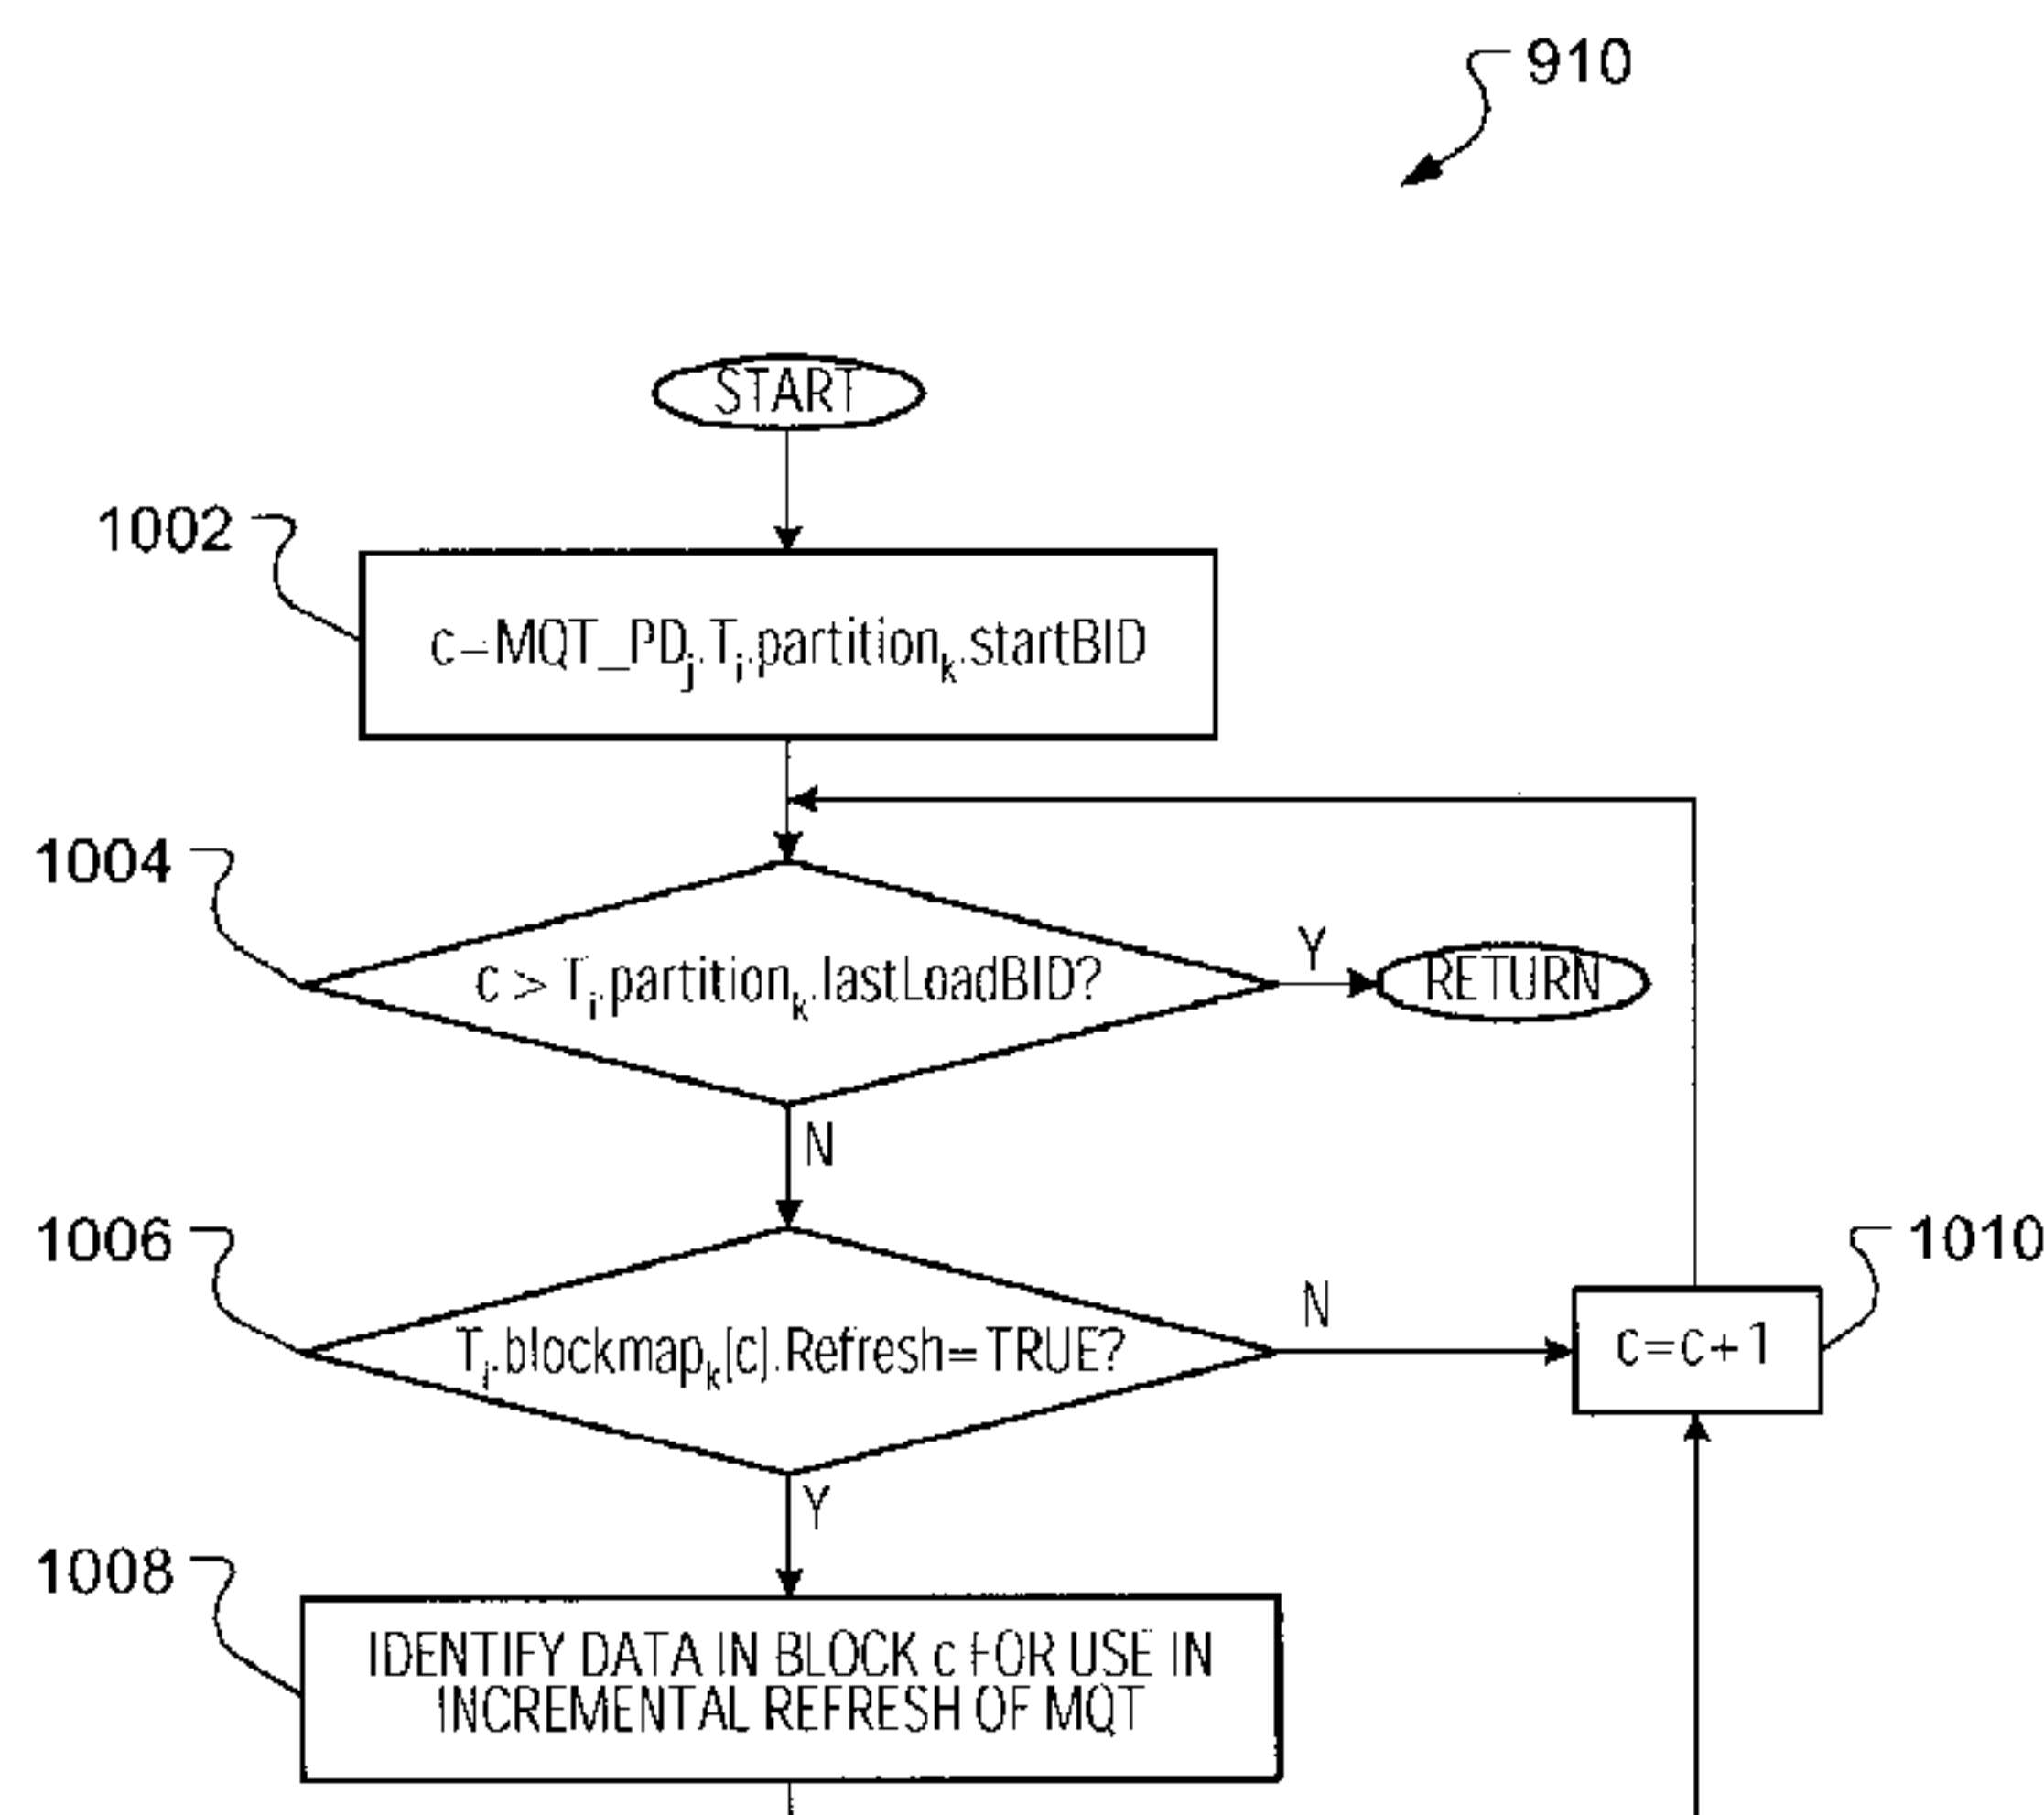 910
START
1002
c=MQT_PDj.Ti.partitionk.startBID
1004
c > Ti.partitionk.lastLoadBID?
Y
RETURN
N
1006
Ti.blockmapk[c].Refresh=TRUE?
N
c=c+1
1010
Y
1008
IDENTIFY DATA IN BLOCK c FOR USE IN
INCREMENTAL REFRESH OF MQT